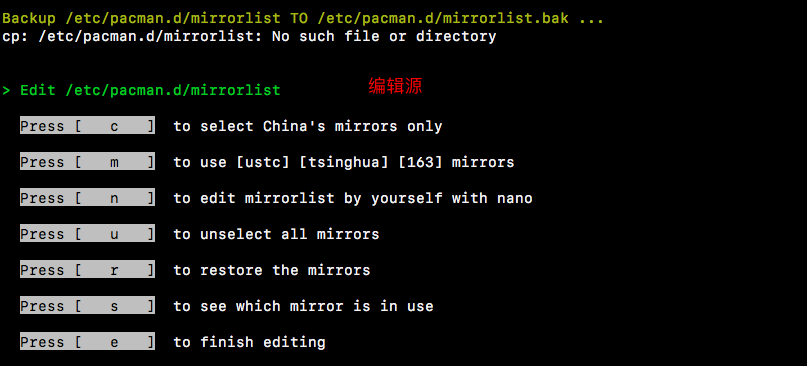 Backup /etc/pacman.d/mirrorlist TO /etc/pacman.d/mirrorlist.bak ...
cp: /etc/pacman.d/mirrorlist: No such file or directory
> Edit /etc/pacman.d/mirrorlist 编辑源
Press [ c ] to select China's mirrors only
Press [ m ] to use [ustc] [tsinghua] [163] mirrors
Press [ n ] to edit mirrorlist by yourself with nano
Press [ u ] to unselect all mirrors
Press [ r ] to restore the mirrors
Press [ s ] to see which mirror is in use
Press [ e ] to finish editing